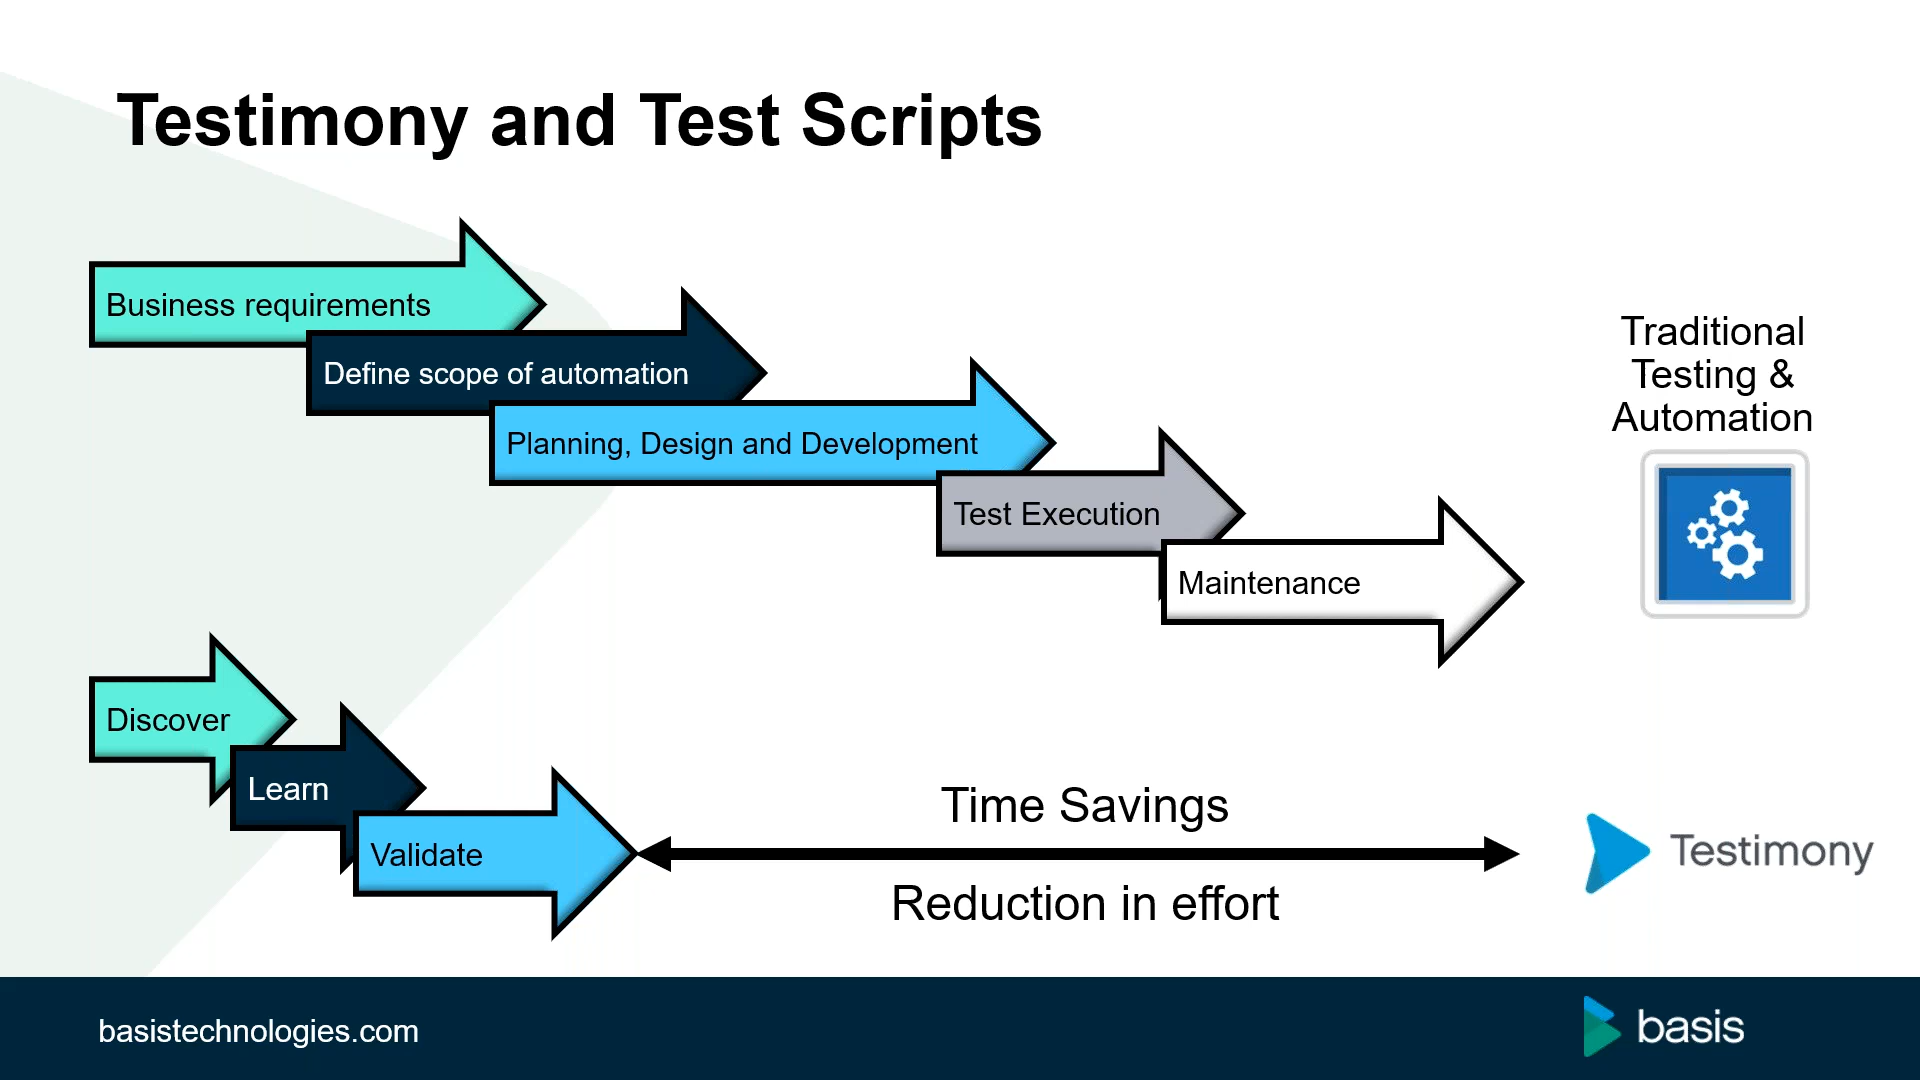 Testimony and Test Scripts
Business requirements
Define scope of automation
Planning, Design and Development
Test Execution
Maintenance
Traditional
Testing &
Automation
Discover
Learn
Validate
Time Savings
Reduction in effort
Testimony
basistechnologies.com
basis